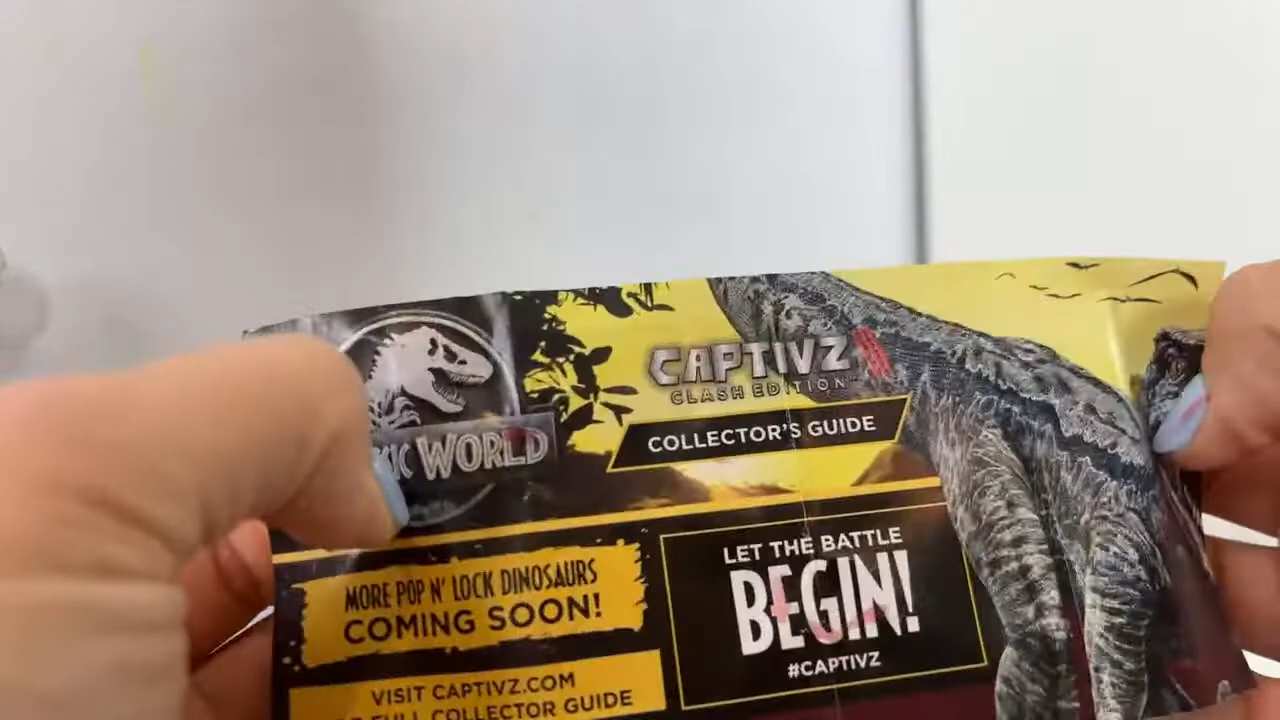 WORLD
CAPTIVZ
CLASH EDITION™
COLLECTOR'S GUIDE
LET THE BATTLE
BEGIN!
#CAPTIVZ
MORE POP N' LOCK DINOSAURS
COMING SOON!
VISIT CAPTIVZ.COM
FULL COLLECTOR GUIDE